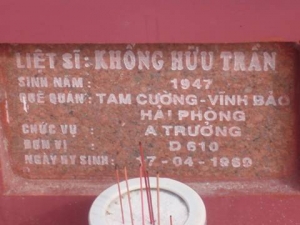 LIỆT SĨ: KHỔNG HỮU TRẤN
SINH NĂM: 1947
QUÊ QUÁN: TAM CƯỜNG-VĨNH BẢO
HẢI PHÒNG
CHỨC VỤ: A TRƯỞNG
ĐƠN VỊ: D 610
NGÀY HY SINH: 17-04-1969